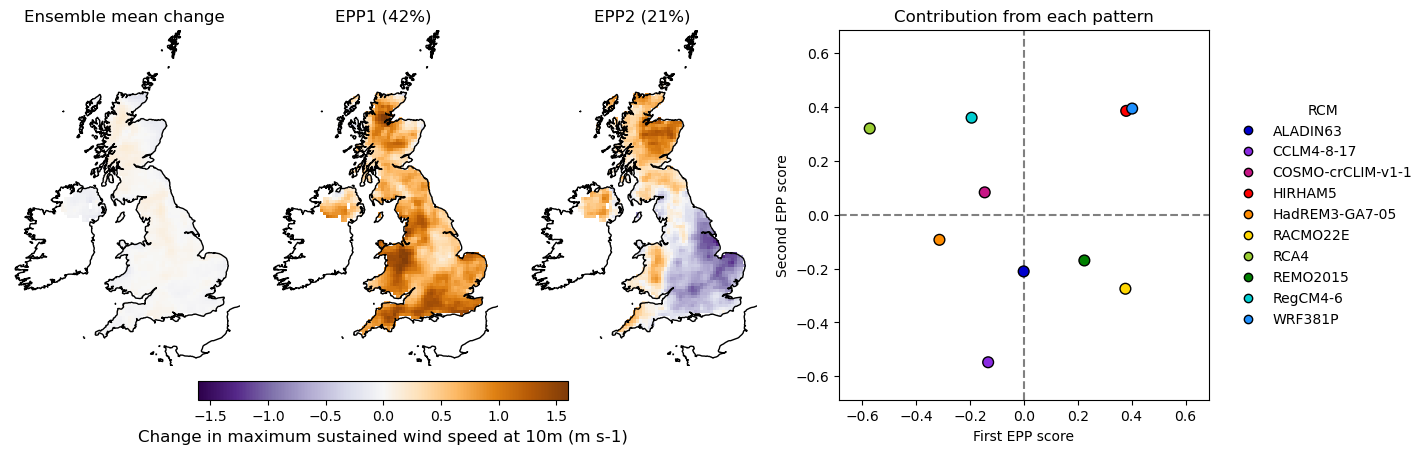 Ensemble mean change
EPP1 (42%)
EPP2 (21%)
−1.5 −1.0 −0.5 0.0 0.5 1.0 1.5
Change in maximum sustained wind speed at 10m (m s-1)
Contribution from each pattern
Second EPP score
0.6
0.4
0.2
0.0
−0.2
−0.4
−0.6
−0.6 −0.4 −0.2 0.0 0.2 0.4 0.6
First EPP score
RCM
ALADIN63
CCLM4-8-17
COSMO-crCLIM-v1-1
HIRHAM5
HadREM3-GA7-05
RACMO22E
RCA4
REMO2015
RegCM4-6
WRF381P